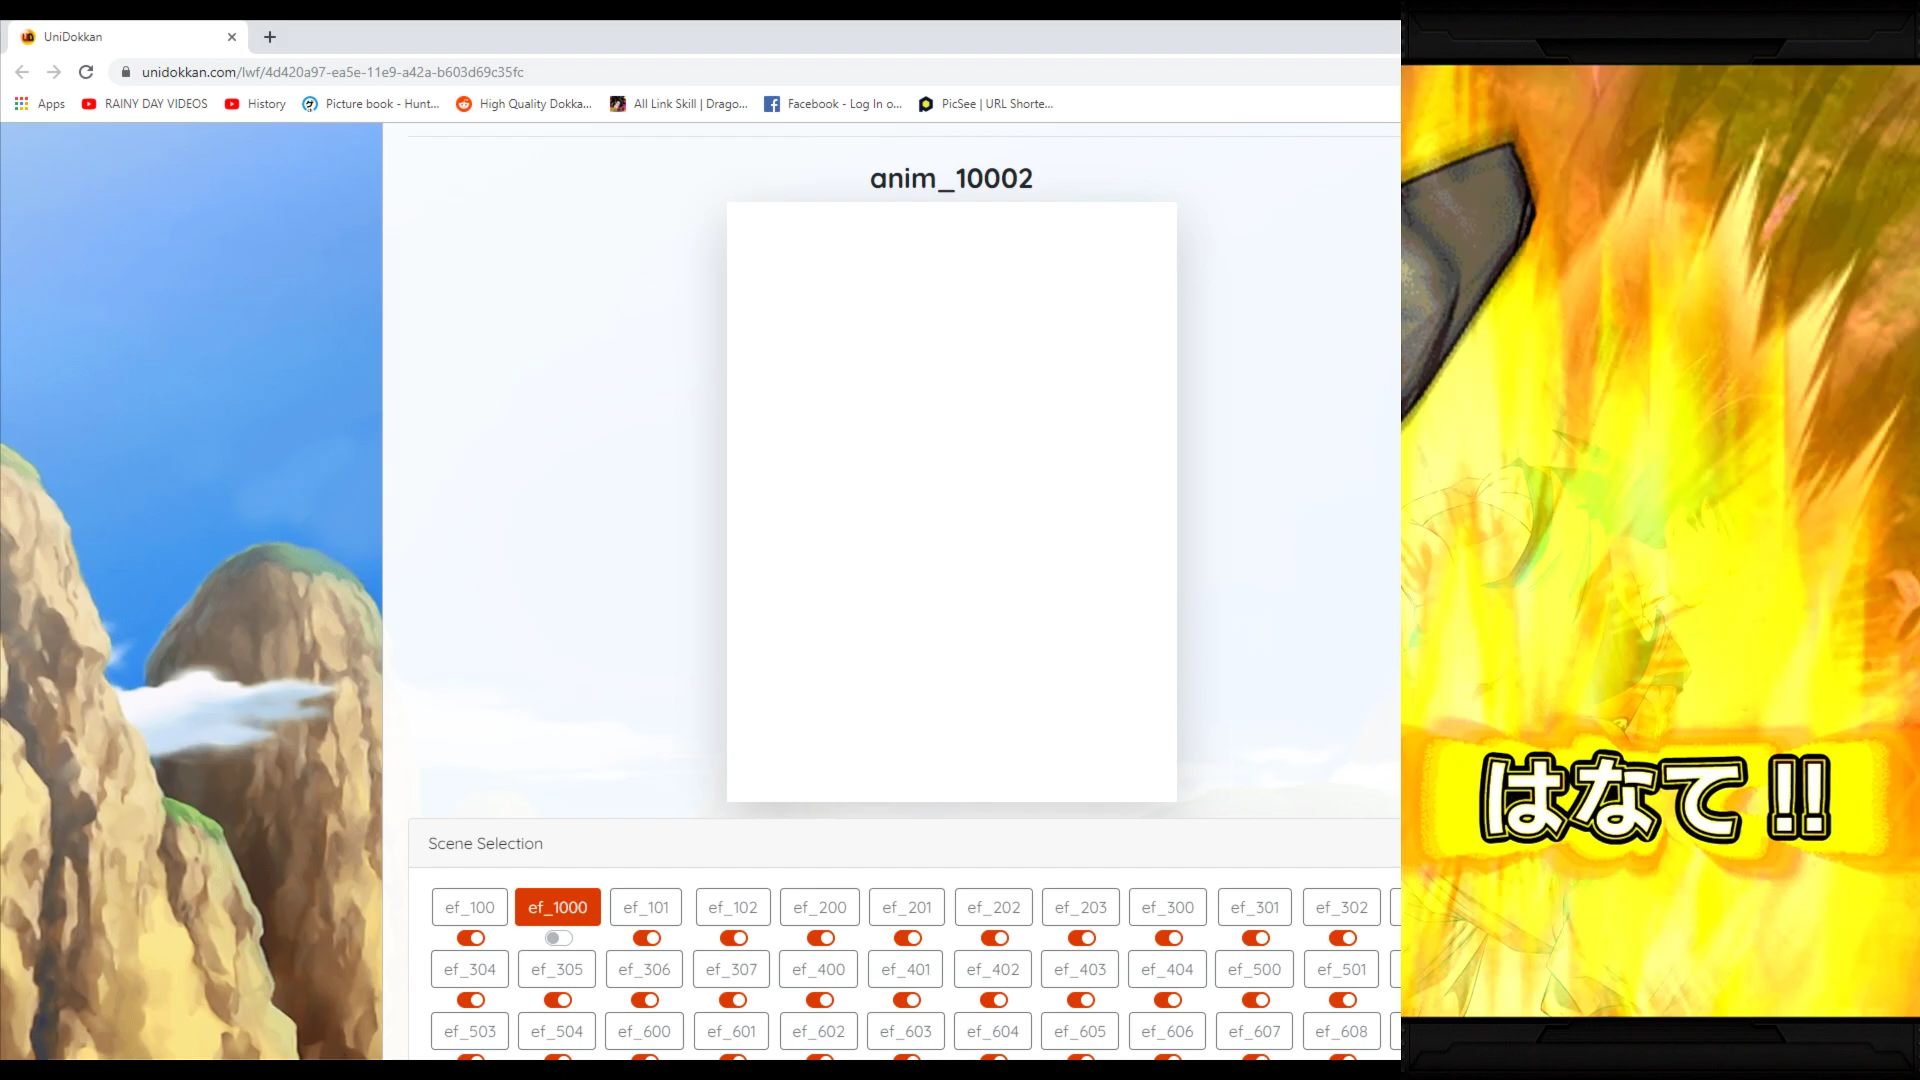 UniDokkan
unidokkan.com/lwf/4d420a97-ea5e-11e9-a42a-b603d69c35fc
Apps RAINY DAY VIDEOS History Picture book - Hunt... High Quality Dokka... All Link Skill | Drago... Facebook - Log In o... PicSee | URL Shorte...
anim_10002
はなて!!
Scene Selection
ef_100 ef_1000 ef_101 ef_102 ef_200 ef_201 ef_202 ef_203 ef_300 ef_301 ef_302
ef_304 ef_305 ef_306 ef_307 ef_400 ef_401 ef_402 ef_403 ef_404 ef_500 ef_501
ef_503 ef_504 ef_600 ef_601 ef_602 ef_603 ef_604 ef_605 ef_606 ef_607 ef_608